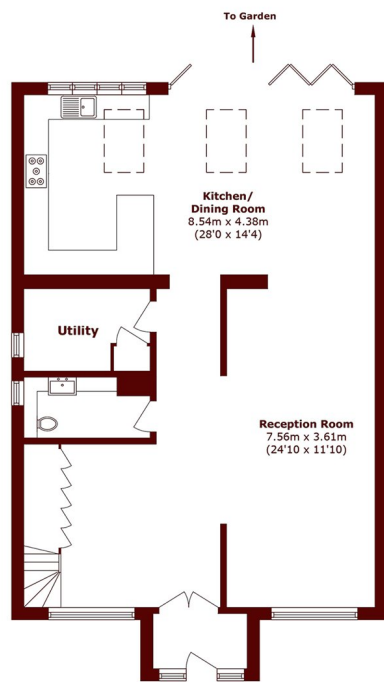 To Garden
Kitchen/
Dining Room
8.54m x 4.38m
(28'0 x 14'4)
Utility
Reception Room
7.56m x 3.61m
(24'10 x 11'10)